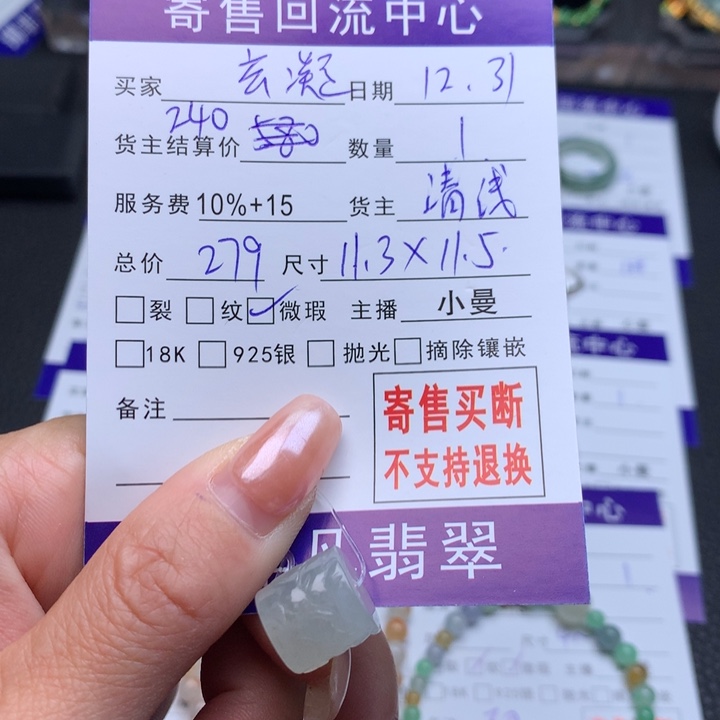 寄售回流中心
买家 玄凝 日期 12.31
货主结算价 240 数量 1
服务费 10%+15 货主 清浅
总价 279 尺寸 11.3×11.5
□裂 □纹 ☑微瑕 主播 小曼
□18K □925银 □抛光 □摘除镶嵌
备注
寄售买断
不支持退换
翡翠